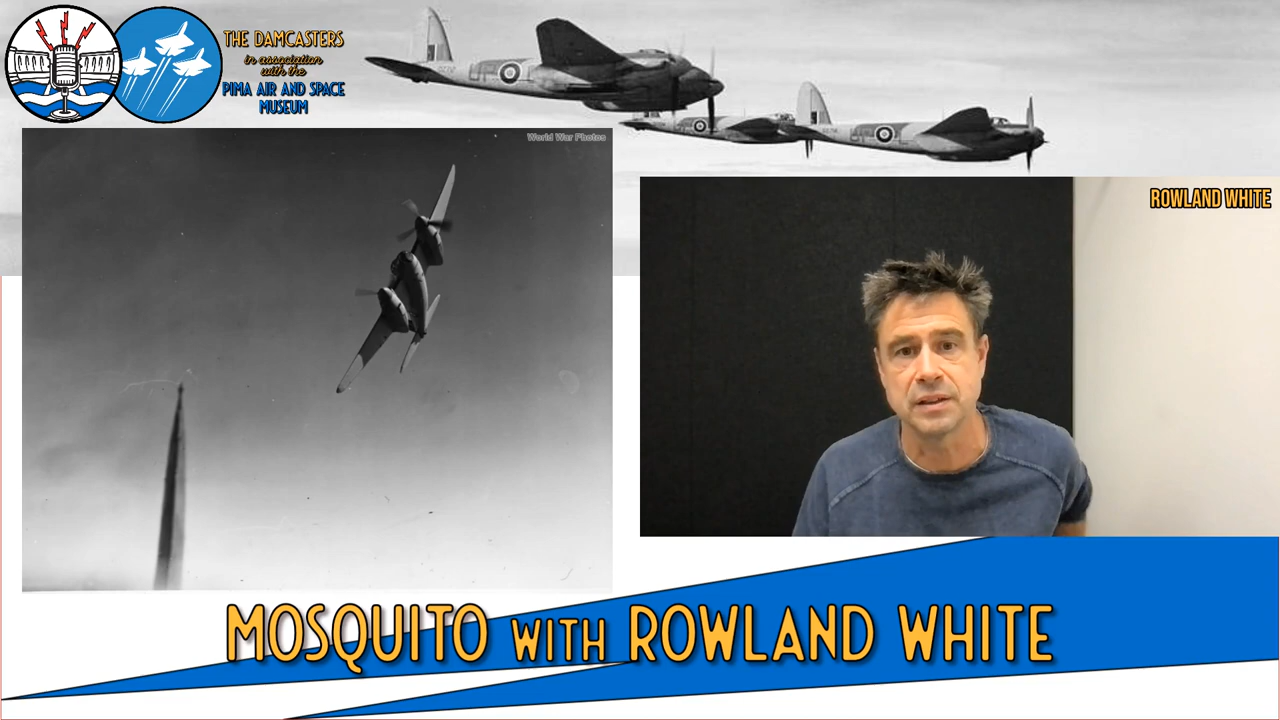 THE DAMCASTERS
in association
with the
PIMA AIR AND SPACE
MUSEUM
World War Photos
ROWLAND WHITE
MOSQUITO WITH ROWLAND WHITE